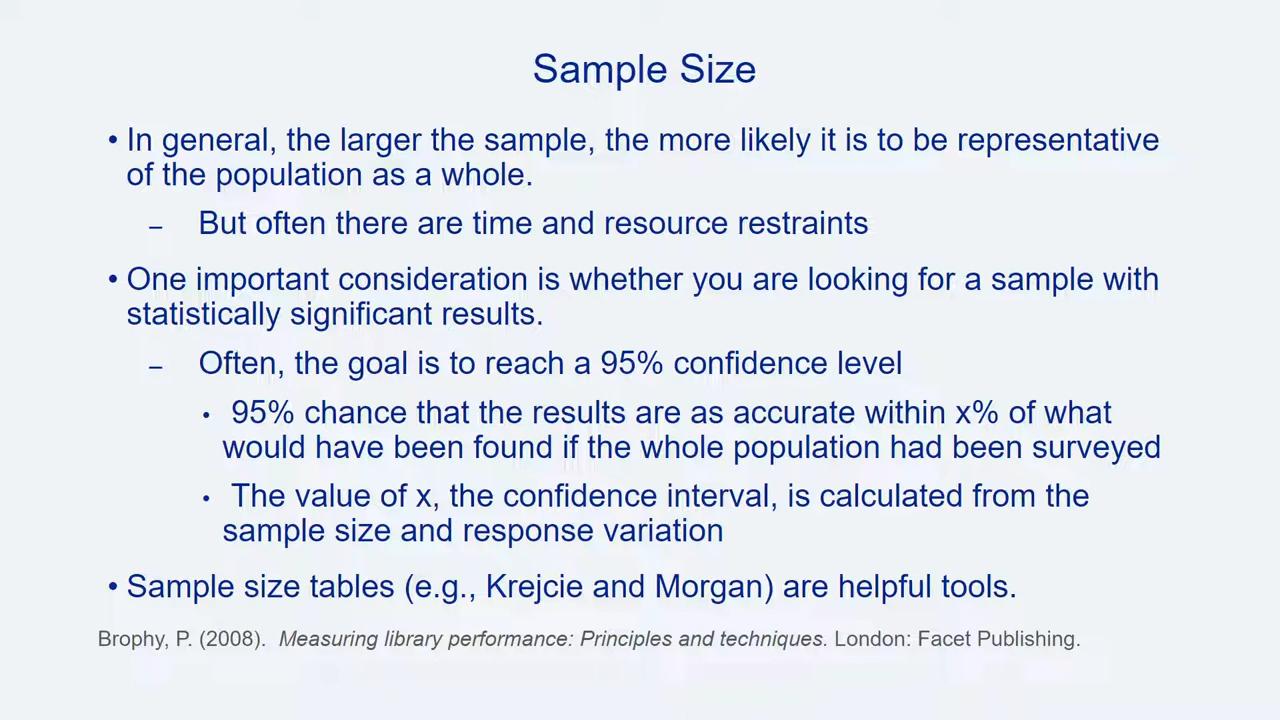 Sample Size
• In general, the larger the sample, the more likely it is to be representative
of the population as a whole.
– But often there are time and resource restraints
• One important consideration is whether you are looking for a sample with
statistically significant results.
– Often, the goal is to reach a 95% confidence level
• 95% chance that the results are as accurate within x% of what
would have been found if the whole population had been surveyed
• The value of x, the confidence interval, is calculated from the
sample size and response variation
• Sample size tables (e.g., Krejcie and Morgan) are helpful tools.
Brophy, P. (2008). Measuring library performance: Principles and techniques. London: Facet Publishing.